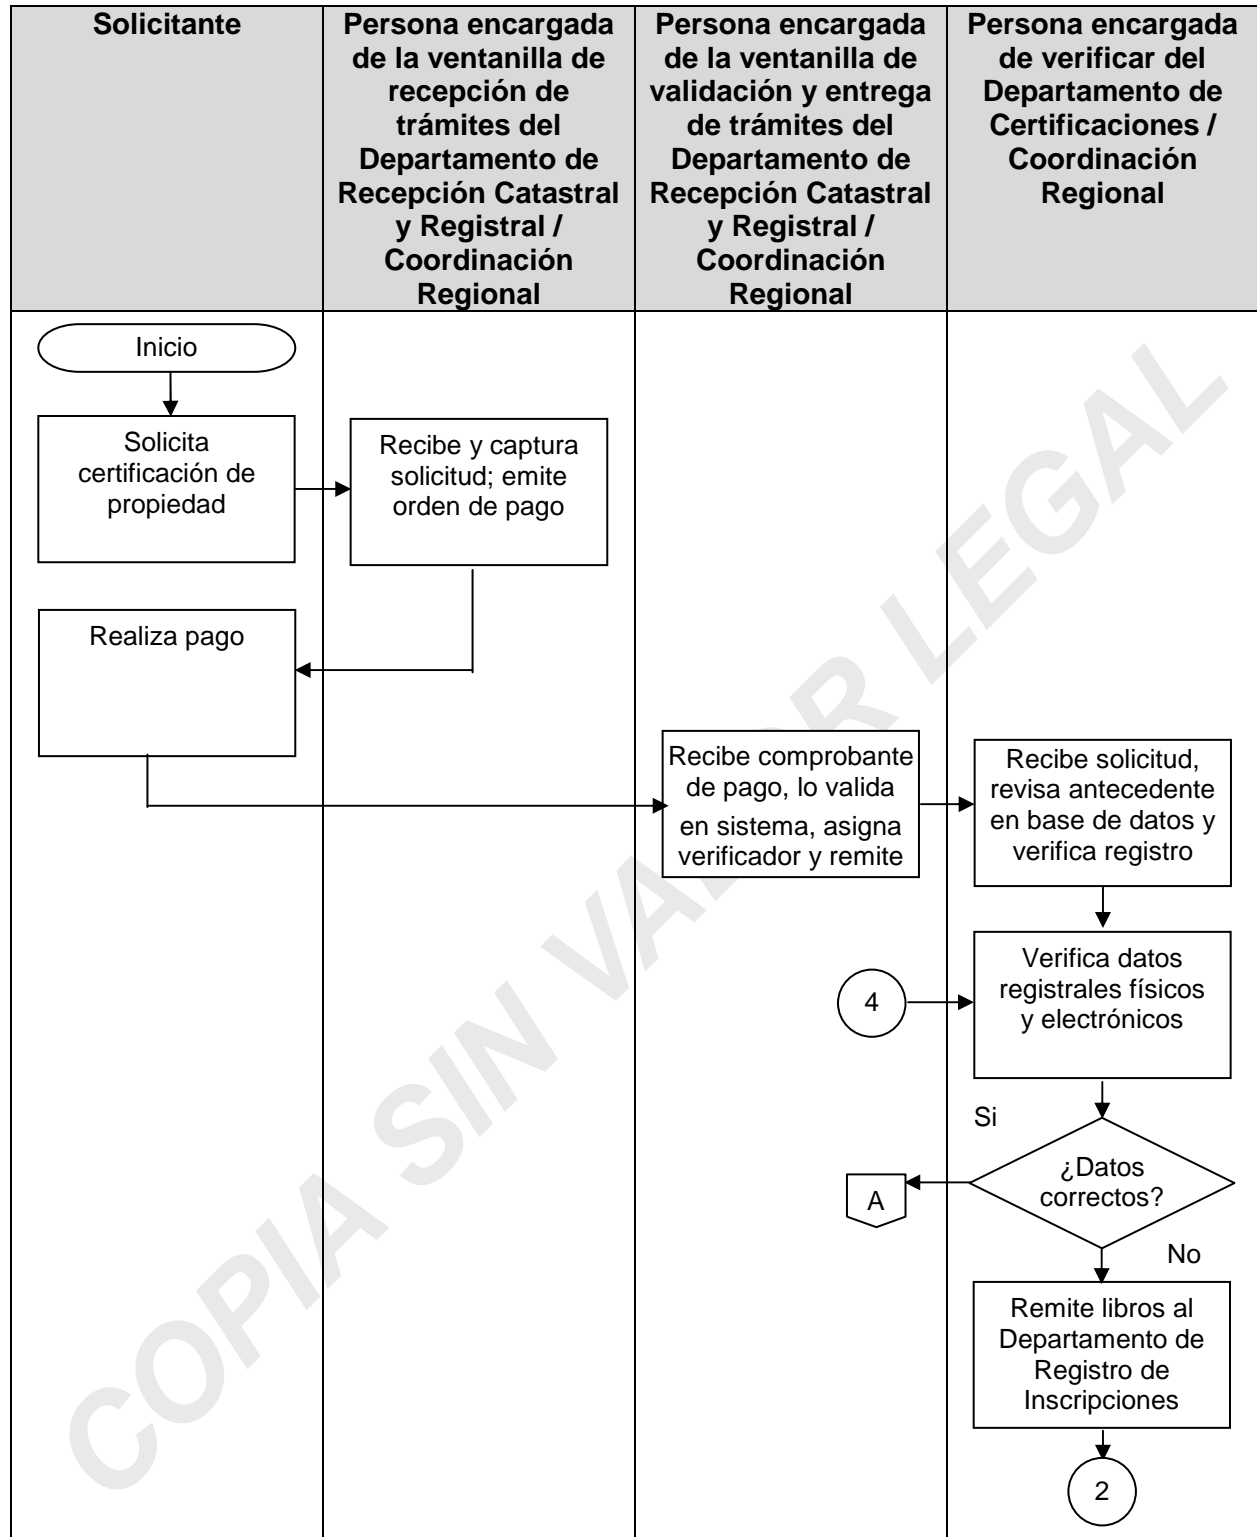 Solicitante
Persona encargada
de la ventanilla de
recepción de
trámites del
Departamento de
Recepción Catastral
y Registral /
Coordinación
Regional
Persona encargada
de la ventanilla de
validación y entrega
de trámites del
Departamento de
Recepción Catastral
y Registral /
Coordinación
Regional
Persona encargada
de verificar del
Departamento de
Certificaciones /
Coordinación
Regional
Inicio
Solicita
certificación de
propiedad
Recibe y captura
solicitud; emite
orden de pago
Realiza pago
Recibe comprobante
de pago, lo valida
en sistema, asigna
verificador y remite
Recibe solicitud,
revisa antecedente
en base de datos y
verifica registro
4
Verifica datos
registrales físicos
y electrónicos
Si
¿Datos
correctos?
A
No
Remite libros al
Departamento de
Registro de
Inscripciones
2
COPIA SIN VALOR LEGAL